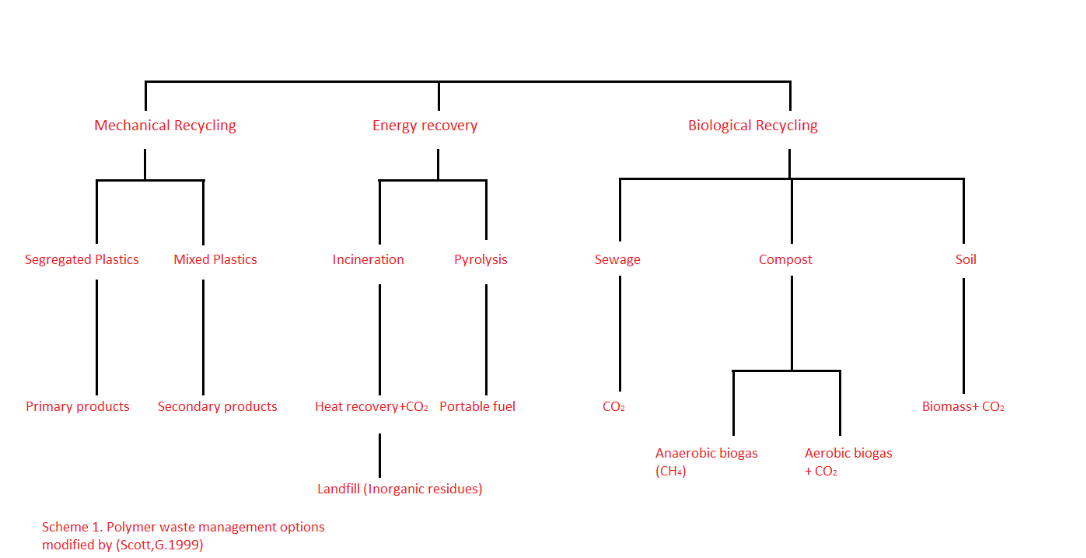 Mechanical Recycling
Energy recovery
Biological Recycling
Segregated Plastics
Mixed Plastics
Incineration
Pyrolysis
Sewage
Compost
Soil
Primary products
Secondary products
Heat recovery+CO₂
Portable fuel
CO₂
Biomass+ CO₂
Anaerobic biogas
(CH₄)
Aerobic biogas
+ CO₂
Landfill (Inorganic residues)
Scheme 1. Polymer waste management options
modified by (Scott,G.1999)